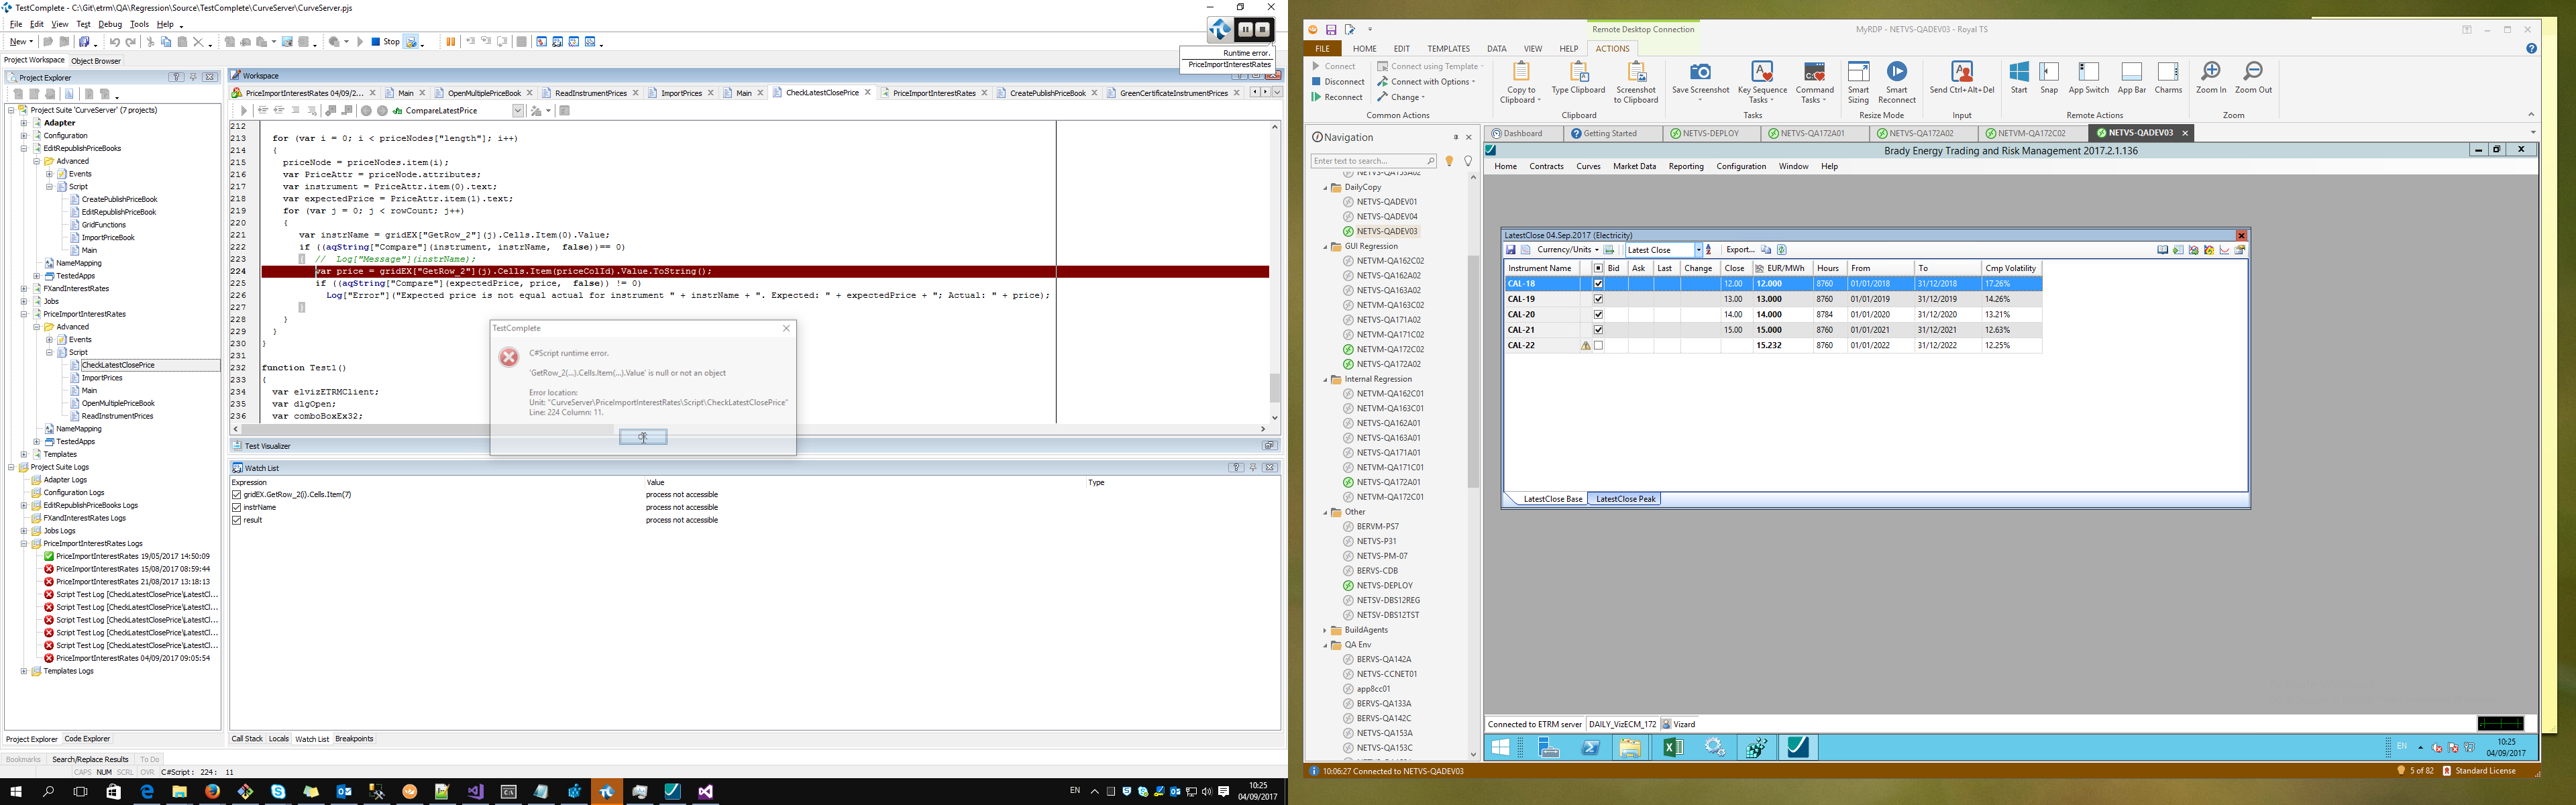 TestComplete - C:\Git\etrm\QA\Regression\Source\TestComplete\CurveServer\CurveServer.pjs
File Edit View Test Debug Tools Help
New
Stop
Runtime error.
PriceImportInterestRates
Project Workspace Object Browser
Project Explorer
Project Suite 'CurveServer' (7 projects)
Adapter
Configuration
EditRepublishPriceBooks
Advanced
Events
Script
CreatePublishPriceBook
EditRepublishPriceBook
GridFunctions
ImportPriceBook
Main
NameMapping
TestedApps
FXandInterestRates
Jobs
PriceImportInterestRates
Advanced
Events
Script
CheckLatestClosePrice
ImportPrices
Main
OpenMultiplePriceBook
ReadInstrumentPrices
NameMapping
TestedApps
Templates
Project Suite Logs
Adapter Logs
Configuration Logs
EditRepublishPriceBooks Logs
FXandInterestRates Logs
Jobs Logs
PriceImportInterestRates Logs
PriceImportInterestRates 19/05/2017 14:50:09
PriceImportInterestRates 15/08/2017 08:59:44
PriceImportInterestRates 21/08/2017 13:18:13
Script Test Log [CheckLatestClosePrice\LatestCl...
Script Test Log [CheckLatestClosePrice\LatestCl...
Script Test Log [CheckLatestClosePrice\LatestCl...
Script Test Log [CheckLatestClosePrice\LatestCl...
Script Test Log [CheckLatestClosePrice\LatestCl...
PriceImportInterestRates 04/09/2017 09:05:54
Templates Logs
Project Explorer Code Explorer
Workspace
PriceImportInterestRates 04/09/2... Main OpenMultiplePriceBook ReadInstrumentPrices ImportPrices Main CheckLatestClosePrice PriceImportInterestRates CreatePublishPriceBook GreenCertificateInstrumentPrices
CompareLatestPrice
212
213 for (var i = 0; i < priceNodes["length"]; i++)
214 {
215 priceNode = priceNodes.item(i);
216 var PriceAttr = priceNode.attributes;
217 var instrument = PriceAttr.item(0).text;
218 var expectedPrice = PriceAttr.item(1).text;
219 for (var j = 0; j < rowCount; j++)
220 {
221 var instrName = gridEX["GetRow_2"](j).Cells.Item(0).Value;
222 if ((aqString["Compare"](instrument, instrName, false))== 0)
223 { // Log["Message"](instrName);
224 var price = gridEX["GetRow_2"](j).Cells.Item(priceColId).Value.ToString();
225 if ((aqString["Compare"](expectedPrice, price, false)) != 0)
226 Log["Error"]("Expected price is not equal actual for instrument " + instrName + ". Expected: " + expectedPrice + "; Actual: " + price);
227 }
228 }
229 }
230 }
231
232 function Test1()
233 {
234 var elvizETRMClient;
235 var dlgOpen;
236 var comboBoxEx32;
TestComplete
C#Script runtime error.
'GetRow_2(...).Cells.Item(...).Value' is null or not an object
Error location:
Unit: "CurveServer\PriceImportInterestRates\Script\CheckLatestClosePrice"
Line: 224 Column: 11.
Test Visualizer
Watch List
Expression Value Type
gridEX.GetRow_2(i).Cells.Item(7) process not accessible
instrName process not accessible
result process not accessible
Call Stack Locals Watch List Breakpoints
Bookmarks Search/Replace Results To Do
CAPS NUM SCRL OVR C#Script: 224: 11
EN
10:25
04/09/2017
Remote Desktop Connection
MyRDP - NETVS-QADEV03 - Royal TS
FILE HOME EDIT TEMPLATES DATA VIEW HELP ACTIONS
Connect
Disconnect
Reconnect
Connect using Template
Connect with Options
Change
Common Actions
Copy to Clipboard
Type Clipboard
Screenshot to Clipboard
Clipboard
Save Screenshot
Key Sequence Tasks
Command Tasks
Tasks
Smart Sizing
Smart Reconnect
Resize Mode
Send Ctrl+Alt+Del
Input
Start
Snap
App Switch
App Bar
Charms
Remote Actions
Zoom In
Zoom Out
Zoom
Navigation
Enter text to search...
NETVS-QA153A02
DailyCopy
NETVS-QADEV01
NETVS-QADEV04
NETVS-QADEV03
GUI Regression
NETVM-QA162C02
NETVS-QA162A02
NETVS-QA163A02
NETVM-QA163C02
NETVS-QA171A02
NETVM-QA171C02
NETVM-QA172C02
NETVS-QA172A02
Internal Regression
NETVM-QA162C01
NETVM-QA163C01
NETVS-QA162A01
NETVS-QA163A01
NETVS-QA171A01
NETVM-QA171C01
NETVS-QA172A01
NETVM-QA172C01
Other
BERVM-PS7
NETVS-P31
NETVS-PM-07
BERVS-CDB
NETVS-DEPLOY
NETSV-DBS12REG
NETSV-DBS12TST
BuildAgents
QA Env
BERVS-QA142A
NETVS-CCNET01
app8cc01
BERVS-QA133A
BERVS-QA142C
NETVS-QA153A
NETVS-QA153C
Dashboard Getting Started NETVS-DEPLOY NETVS-QA172A01 NETVS-QA172A02 NETVM-QA172C02 NETVS-QADEV03
Brady Energy Trading and Risk Management 2017.2.1.136
Home Contracts Curves Market Data Reporting Configuration Window Help
LatestClose 04.Sep.2017 (Electricity)
Currency/Units Latest Close Export...
Instrument Name Bid Ask Last Change Close EUR/MWh Hours From To Cmp Volatility
CAL-18 12.00 12.000 8760 01/01/2018 31/12/2018 17.26%
CAL-19 13.00 13.000 8760 01/01/2019 31/12/2019 14.26%
CAL-20 14.00 14.000 8784 01/01/2020 31/12/2020 13.21%
CAL-21 15.00 15.000 8760 01/01/2021 31/12/2021 12.63%
CAL-22 15.232 8760 01/01/2022 31/12/2022 12.25%
LatestClose Base LatestClose Peak
Connected to ETRM server DAILY_VizECM_172 Vizard
EN
10:25
04/09/2017
10:06:27 Connected to NETVS-QADEV03
5 of 82 Standard License